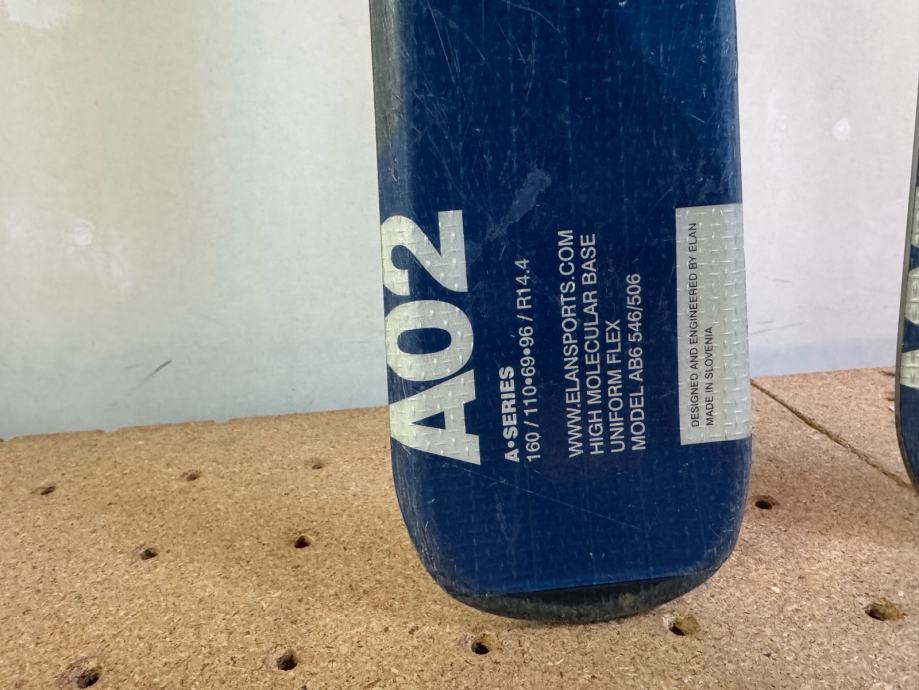 A02
A•SERIES
160 / 110•69•96 / R14.4
WWW.ELANSPORTS.COM
HIGH MOLECULAR BASE
UNIFORM FLEX
MODEL AB6 546/506
DESIGNED AND ENGINEERED BY ELAN
MADE IN SLOVENIA